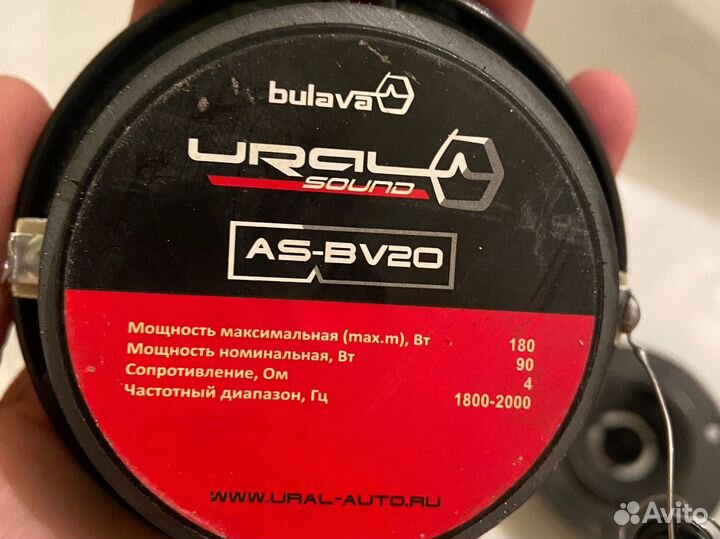 bulava
URAL
SOUND
AS-BV20
Мощность максимальная (max.m), Вт 180
Мощность номинальная, Вт 90
Сопротивление, Ом 4
Частотный диапазон, Гц 1800-2000
WWW.URAL-AUTO.RU
Avito